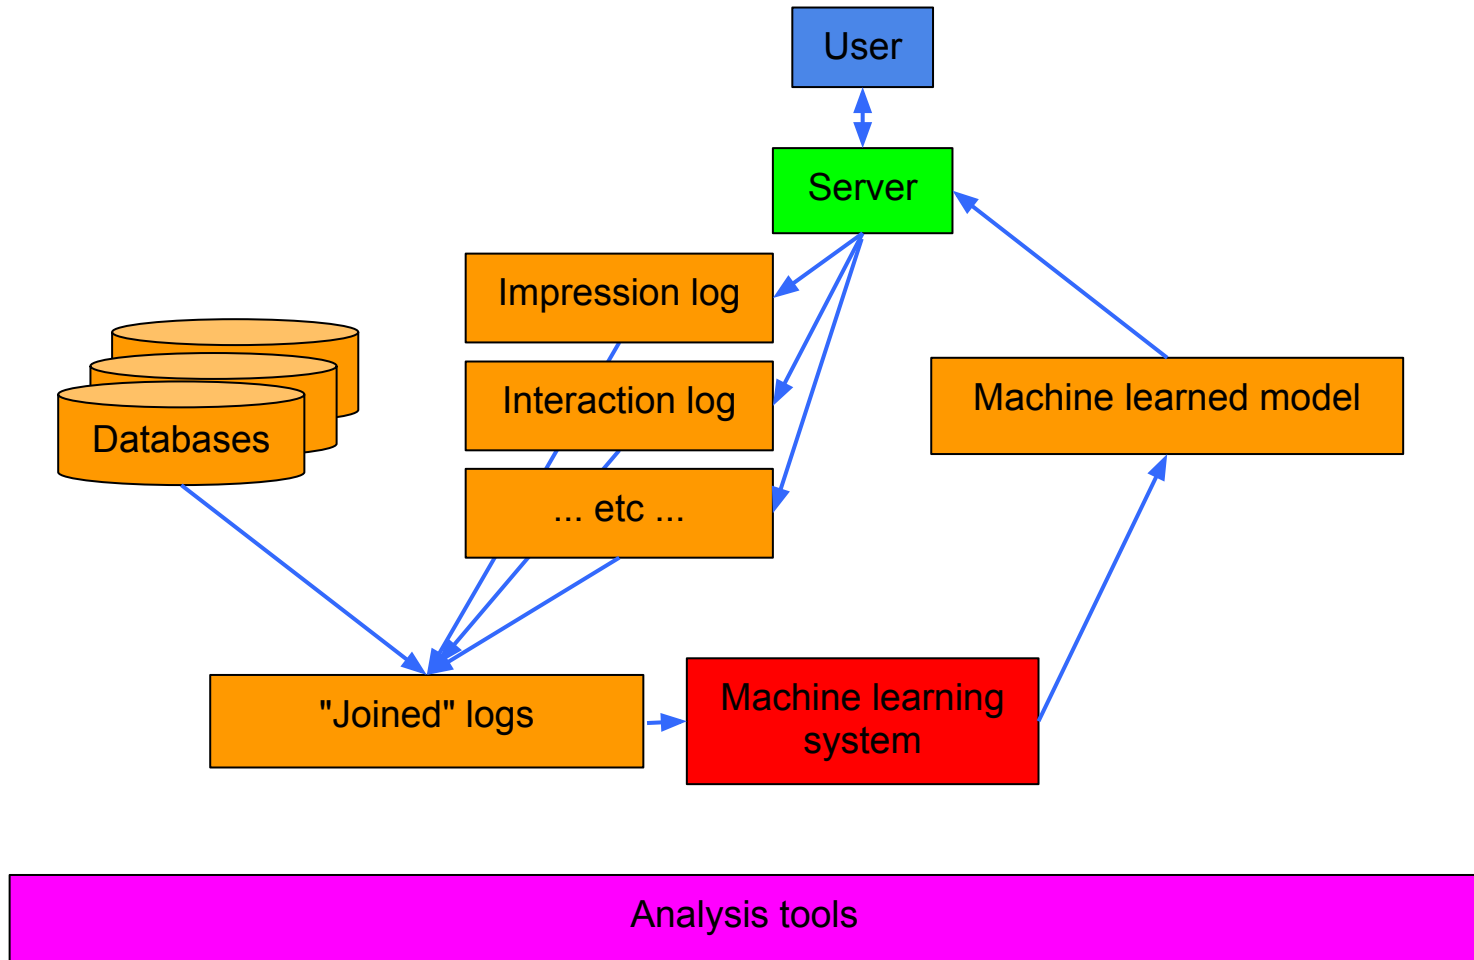 User
Server
Impression log
Interaction log
Databases
... etc ...
Machine learned model
"Joined" logs
Machine learning
system
Analysis tools